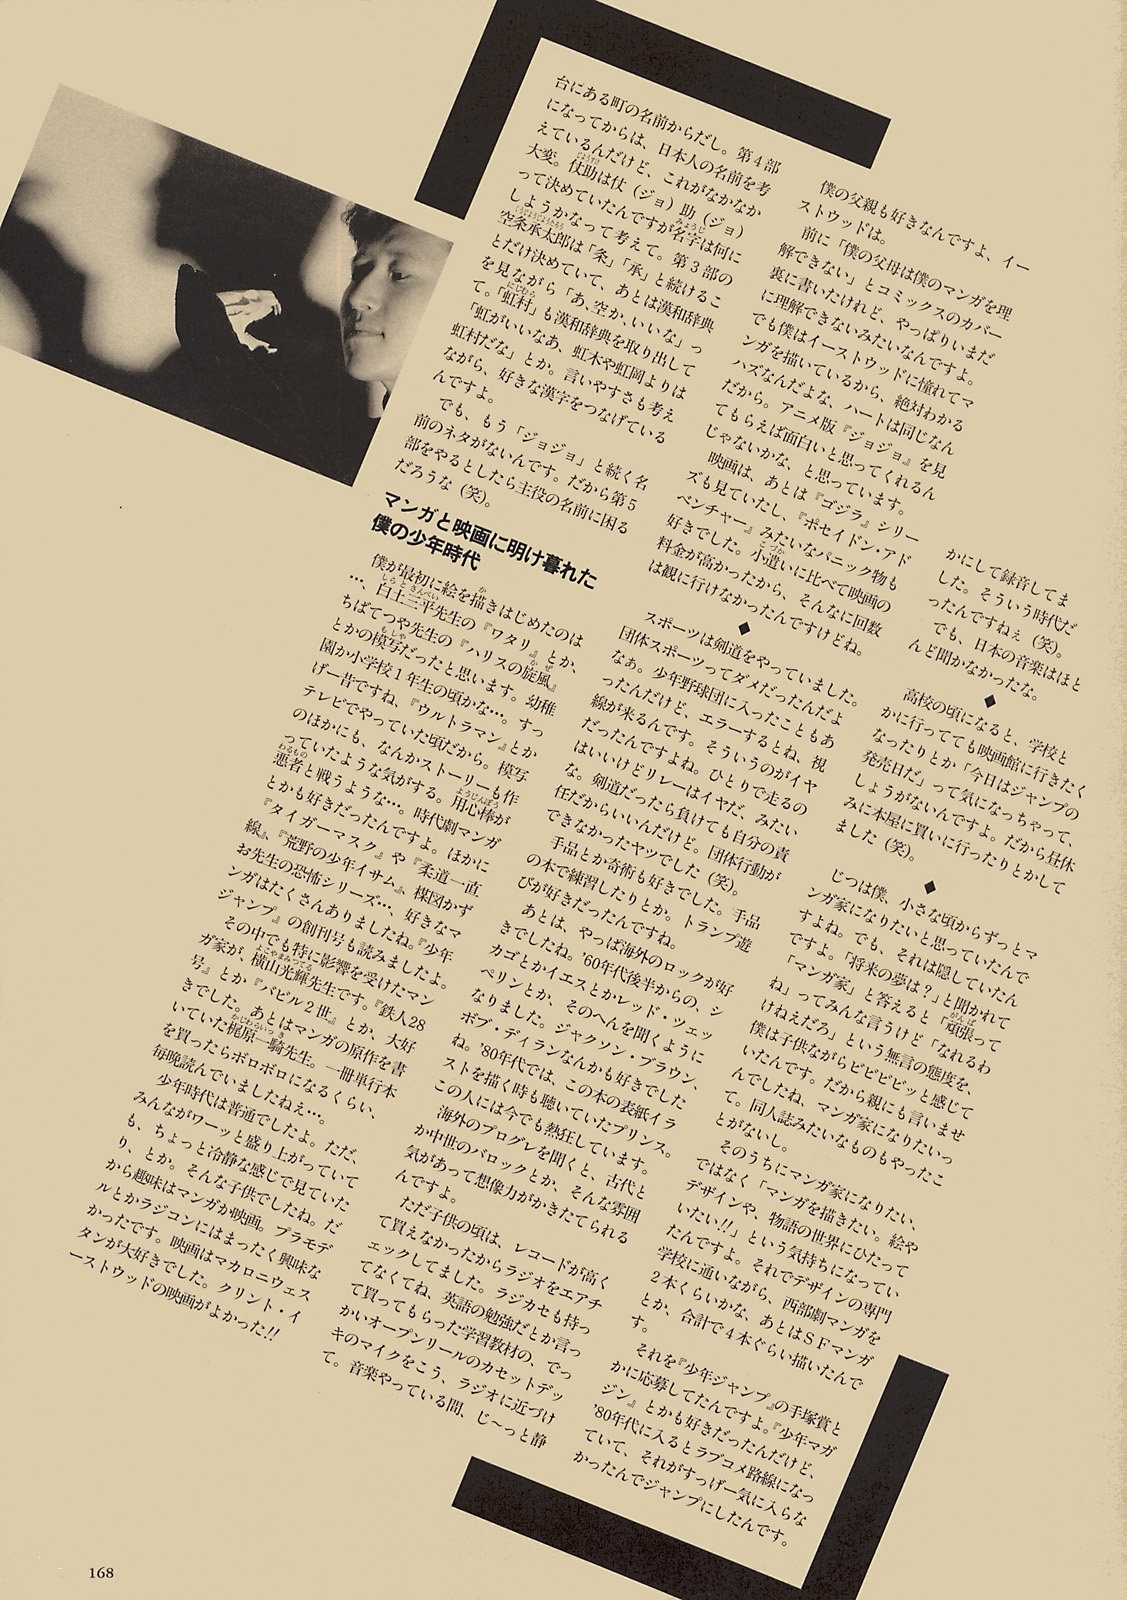 台にある町の名前からだし。第4部
になってからは、日本人の名前を考
えているんだけど、これがなかなか
大変。仗助は仗（ジョ）助（ジョ）
って決めていたんですが名字は何に
しようかなって考えて。第3部の
空条承太郎は「条」「承」と続けるこ
とだけ決めていて、あとは漢和辞典
を見ながら「あ、空か、いいな」っ
て。「虹村」も漢和辞典を取り出して
「虹がいいなあ、虹木や虹岡よりは
虹村だな」とか。言いやすさも考え
ながら、好きな漢字をつなげている
んですよ。
でも、もう「ジョジョ」と続く名
前のネタがないんです。だから第5
部をやるとしたら主役の名前に困る
だろうな（笑）。
マンガと映画に明け暮れた
僕の少年時代
僕が最初に絵を描きはじめたのは
…、白土三平先生の『ワタリ』とか、
ちばてつや先生の『ハリスの旋風』
とかの模写だったと思います。幼稚
園か小学校1年生の頃かな…。すっ
げー昔ですね、『ウルトラマン』とか
テレビでやっていた頃だから。模写
のほかにも、なんかストーリーも作
っていたような気がする。用心棒が
悪者と戦うような…。時代劇マンガ
とかも好きだったんですよ。ほかに
『タイガーマスク』や『柔道一直
線』、『荒野の少年イサム』、楳図かず
お先生の恐怖シリーズ…、好きなマ
ンガはたくさんありましたね。『少年
ジャンプ』の創刊号も読みましたよ。
その中でも特に影響を受けたマン
ガ家が、横山光輝先生です。『鉄人28
号』とか『バビル2世』とか、大好
きでした。あとはマンガの原作を書
いていた梶原一騎先生。一冊単行本
を買ったらボロボロになるくらい、
毎晩読んでいましたねえ…。
少年時代は普通でしたよ。ただ、
みんながワーッと盛り上がっていて
も、ちょっと冷静な感じで見ていた
り、とか。そんな子供でしたね。だ
から趣味はマンガか映画。プラモデ
ルとかラジコンにはまったく興味な
かったです。映画はマカロニウェス
タンが大好きでした。クリント・イ
ーストウッドの映画がよかった!!
僕の父親も好きなんですよ、イー
ストウッドは。
前に「僕の父母は僕のマンガを理
解できない」とコミックスのカバー
裏に書いたけれど、やっぱりいまだ
に理解できないみたいなんですよ。
でも僕はイーストウッドに憧れてマ
ンガを描いているから、絶対わかる
ハズなんだよな、ハートは同じなん
だから。アニメ版『ジョジョ』を見
てもらえば面白いと思ってくれるん
じゃないかな、と思っています。
映画は、あとは『ゴジラ』シリー
ズも見ていたし、『ポセイドン・アド
ベンチャー』みたいなパニック物も
好きでした。小遣いに比べて映画の
料金が高かったから、そんなに回数
は観に行けなかったんですけどね。
◆
スポーツは剣道をやっていました。
団体スポーツってダメだったんだよ
なぁ。少年野球団に入ったこともあ
ったんだけど、エラーするとね、視
線が来るんです。そういうのがイヤ
だったんですよね。ひとりで走るの
はいいけどリレーはイヤだ、みたい
な。剣道だったら負けても自分の責
任だからいいんだけど。団体行動が
できなかったヤツでした（笑）。
手品とか奇術も好きでした。手品
の本で練習したりとか。トランプ遊
びが好きだったんですね。
あとは、やっぱ海外のロックが好
きでしたね。'60年代後半からの、シ
カゴとかイエスとかレッド・ツェッ
ペリンとか、そのへんを聞くように
なりました。ジャクソン・ブラウン、
ボブ・ディランなんかも好きでした
ね。'80年代では、この本の表紙イラ
ストを描く時も聴いていたプリンス。
この人には今でも熱狂しています。
海外のプログレを聞くと、古代と
か中世のバロックとか、そんな雰囲
気があって想像力がかきたてられる
んですよ。
ただ子供の頃は、レコードが高く
て買えなかったからラジオをエアチ
ェックしてました。ラジカセも持っ
てなくてね、英語の勉強だとか言っ
て買ってもらった学習教材の、でっ
かいオープンリールのカセットデッ
キのマイクをこう、ラジオに近づけ
て。音楽やっている間、じ〜っと静
かにして録音してま
した。そういう時代だ
ったんですねぇ（笑）。
でも、日本の音楽はほと
んど聞かなかったな。
◆
高校の頃になると、学校と
かに行ってても映画館に行きたく
なったりとか「今日はジャンプの
発売日だ」って気になっちゃって、
しょうがないんですよ。だから昼休
みに本屋に買いに行ったりとかして
ました（笑）。
◆
じつは僕、小さな頃からずっとマ
ンガ家になりたいと思っていたんで
すよね。でも、それは隠していたん
ですよ。「将来の夢は?」と聞かれて
「マンガ家」と答えると「頑張って
ね」ってみんな言うけど「なれるわ
けねえだろ」という無言の態度を、
僕は子供ながらビビビビッと感じて
いたんです。だから親にも言いませ
んでしたね、マンガ家になりたいっ
て。同人誌みたいなものもやったこ
とがないし。
そのうちにマンガ家になりたい、
ではなく「マンガを描きたい。絵や
デザインや、物語の世界にひたって
いたい!!」という気持ちになってい
たんですよ。それでデザインの専門
学校に通いながら、西部劇マンガを
2本くらいかな、あとはSFマンガ
とか、合計で4本ぐらい描いたんで
す。
それを『少年ジャンプ』の手塚賞と
かに応募してたんですよ。『少年マガ
ジン』とかも好きだったんだけど、
'80年代に入るとラブコメ路線になっ
ていて、それがすっげー気に入らな
かったんでジャンプにしたんです。
168